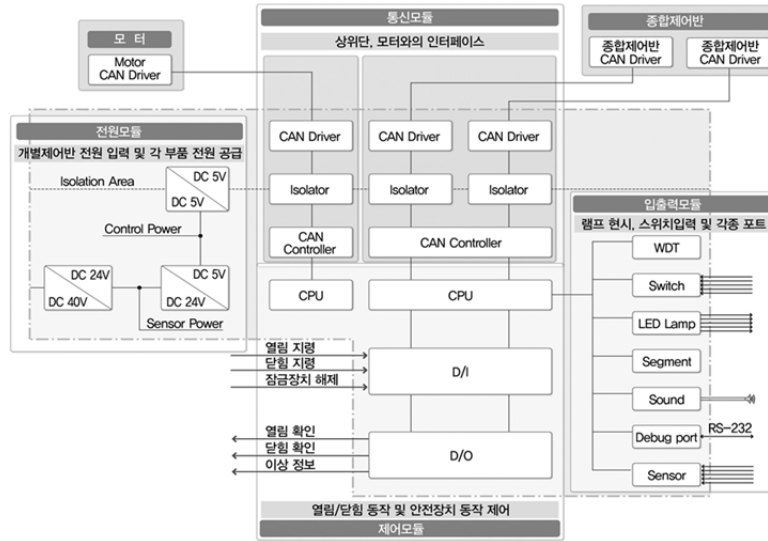 통신모듈
상위단, 모터와의 인터페이스
모 터
Motor
CAN Driver
종합제어반
종합제어반
CAN Driver
종합제어반
CAN Driver
전원모듈
개별제어반 전원 입력 및 각 부품 전원 공급
Isolation Area
DC 5V
DC 5V
Control Power
DC 24V
DC 40V
DC 5V
DC 24V
Sensor Power
CAN Driver
CAN Driver
CAN Driver
Isolator
Isolator
Isolator
CAN
Controller
CAN Controller
CPU
CPU
입출력모듈
램프 현시, 스위치입력 및 각종 포트
WDT
Switch
LED Lamp
Segment
Sound
Debug port
RS-232
Sensor
열림 지령
닫힘 지령
잠금장치 해제
D/I
열림 확인
닫힘 확인
이상 정보
D/O
열림/닫힘 동작 및 안전장치 동작 제어
제어모듈